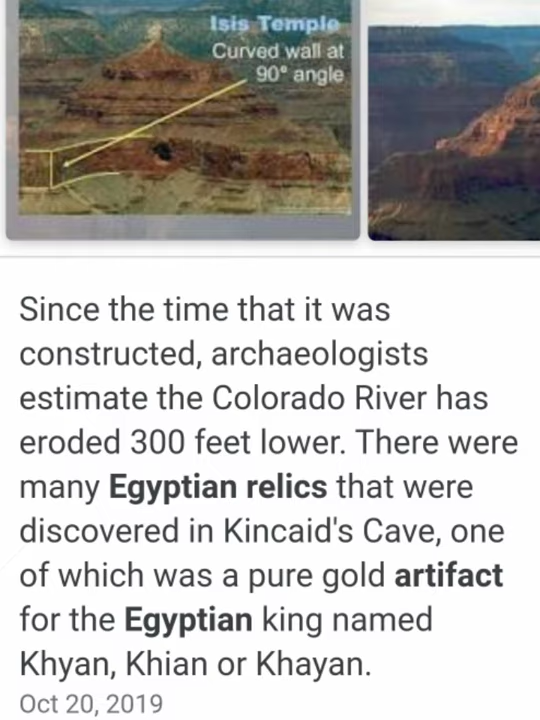 Isis Temple
Curved wall at
90° angle
Since the time that it was
constructed, archaeologists
estimate the Colorado River has
eroded 300 feet lower. There were
many Egyptian relics that were
discovered in Kincaid's Cave, one
of which was a pure gold artifact
for the Egyptian king named
Khyan, Khian or Khayan.
Oct 20, 2019